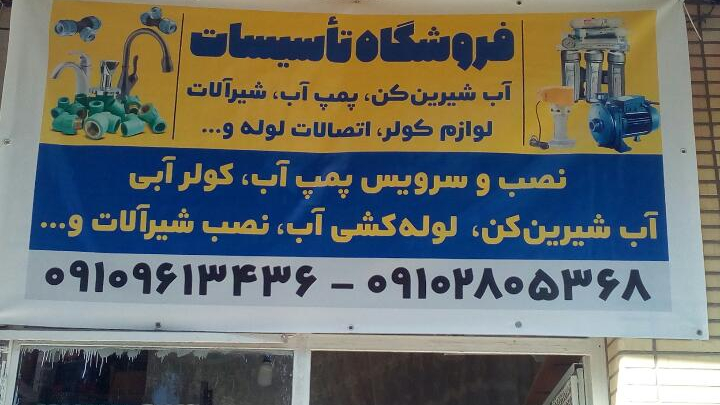 فروشگاه تأسیسات
آب شیرین‌کن، پمپ آب، شیرآلات
لوازم کولر، اتصالات لوله و...
نصب و سرویس پمپ آب، کولر آبی
آب شیرین‌کن، لوله‌کشی آب، نصب شیرآلات و...
۰۹۱۰۹۶۱۳۴۳۶ - ۰۹۱۰۲۸۰۵۳۶۸